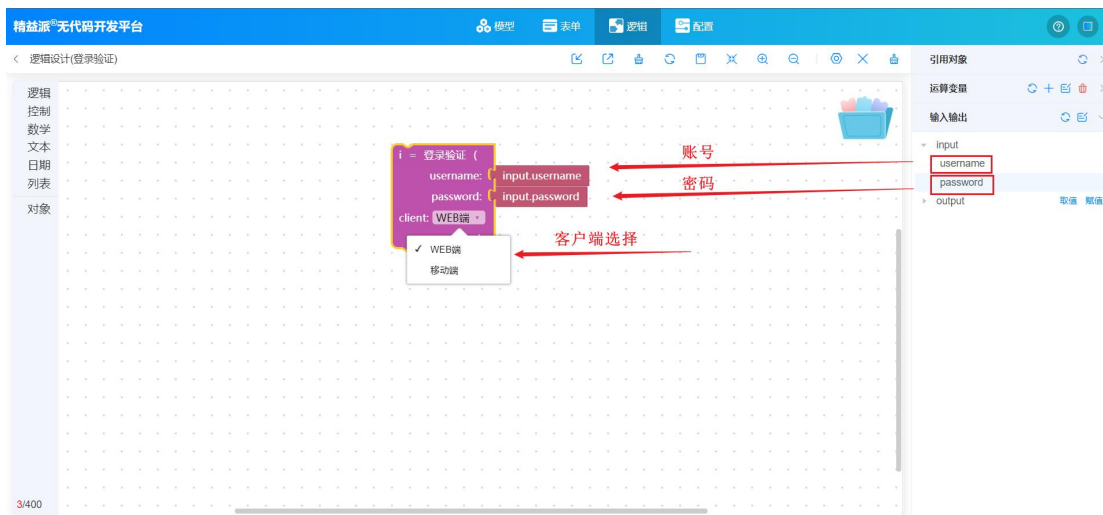 精益派®无代码开发平台
模型
表单
逻辑
配置
逻辑设计(登录验证)
引用对象
运算变量
输入输出
input
username
password
output
取值 赋值
逻辑
控制
数学
文本
日期
列表
对象
i = 登录验证 (
username: input.username
password: input.password
client: WEB端
✓ WEB端
移动端
账号
密码
客户端选择
3/400